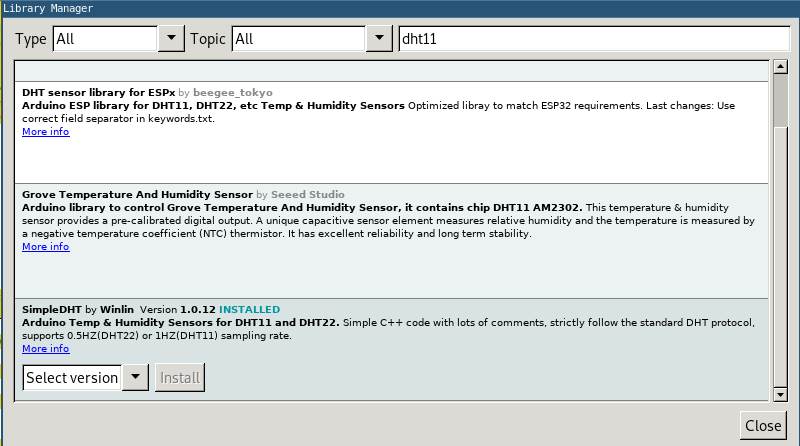 Library Manager
Type All Topic All dht11
DHT sensor library for ESPx by beegee_tokyo
Arduino ESP library for DHT11, DHT22, etc Temp & Humidity Sensors Optimized libray to match ESP32 requirements. Last changes: Use
correct field separator in keywords.txt.
More info
Grove Temperature And Humidity Sensor by Seeed Studio
Arduino library to control Grove Temperature And Humidity Sensor, it contains chip DHT11 AM2302. This temperature & humidity
sensor provides a pre-calibrated digital output. A unique capacitive sensor element measures relative humidity and the temperature is measured by
a negative temperature coefficient (NTC) thermistor. It has excellent reliability and long term stability.
More info
SimpleDHT by Winlin Version 1.0.12 INSTALLED
Arduino Temp & Humidity Sensors for DHT11 and DHT22. Simple C++ code with lots of comments, strictly follow the standard DHT protocol,
supports 0.5HZ(DHT22) or 1HZ(DHT11) sampling rate.
More info
Select version Install
Close